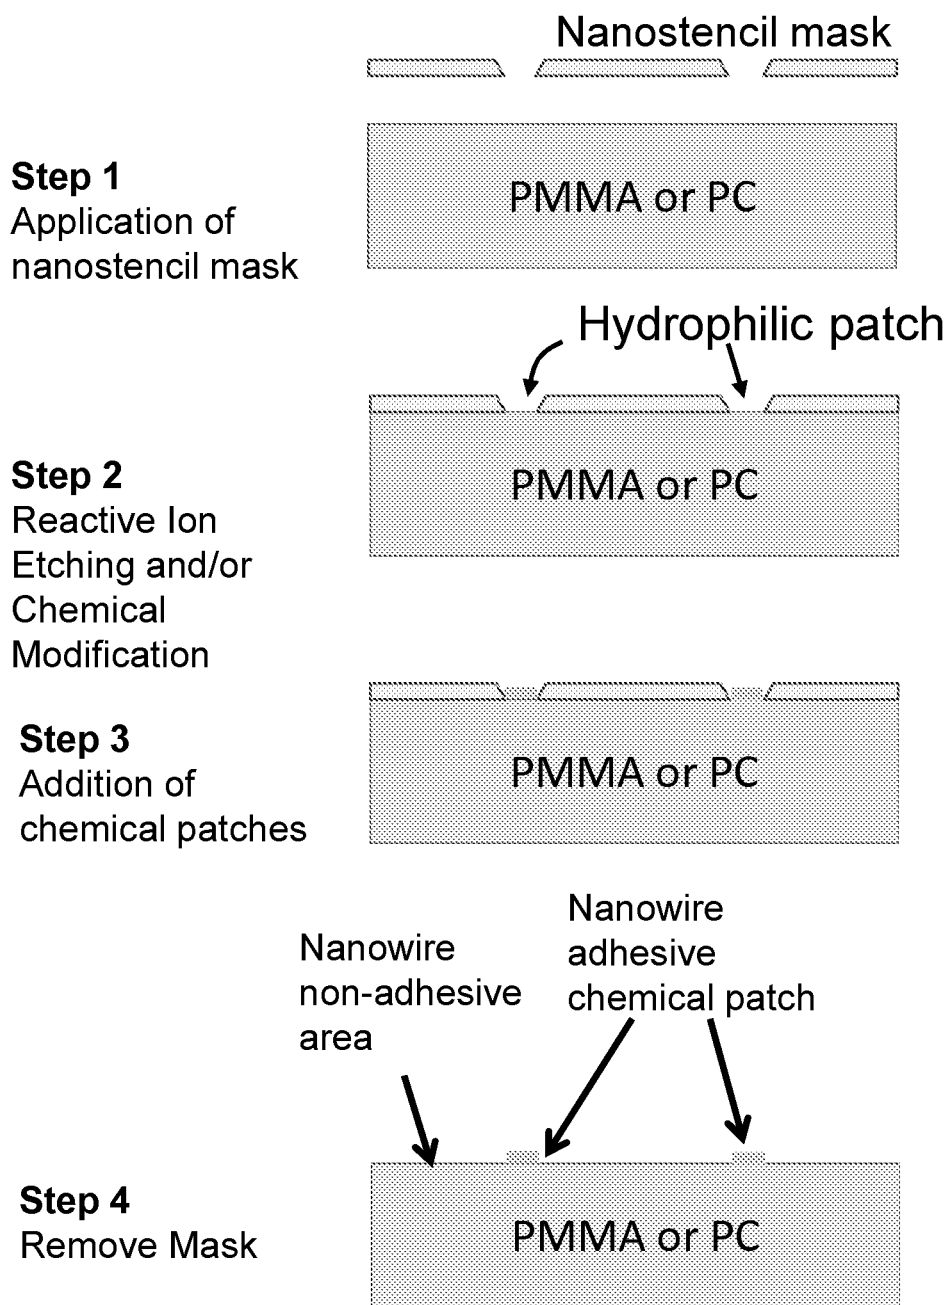 Nanostencil mask
Step 1
Application of
nanostencil mask
PMMA or PC
Hydrophilic patch
Step 2
Reactive Ion
Etching and/or
Chemical
Modification
PMMA or PC
Step 3
Addition of
chemical patches
PMMA or PC
Nanowire
non-adhesive
area
Nanowire
adhesive
chemical patch
Step 4
Remove Mask
PMMA or PC